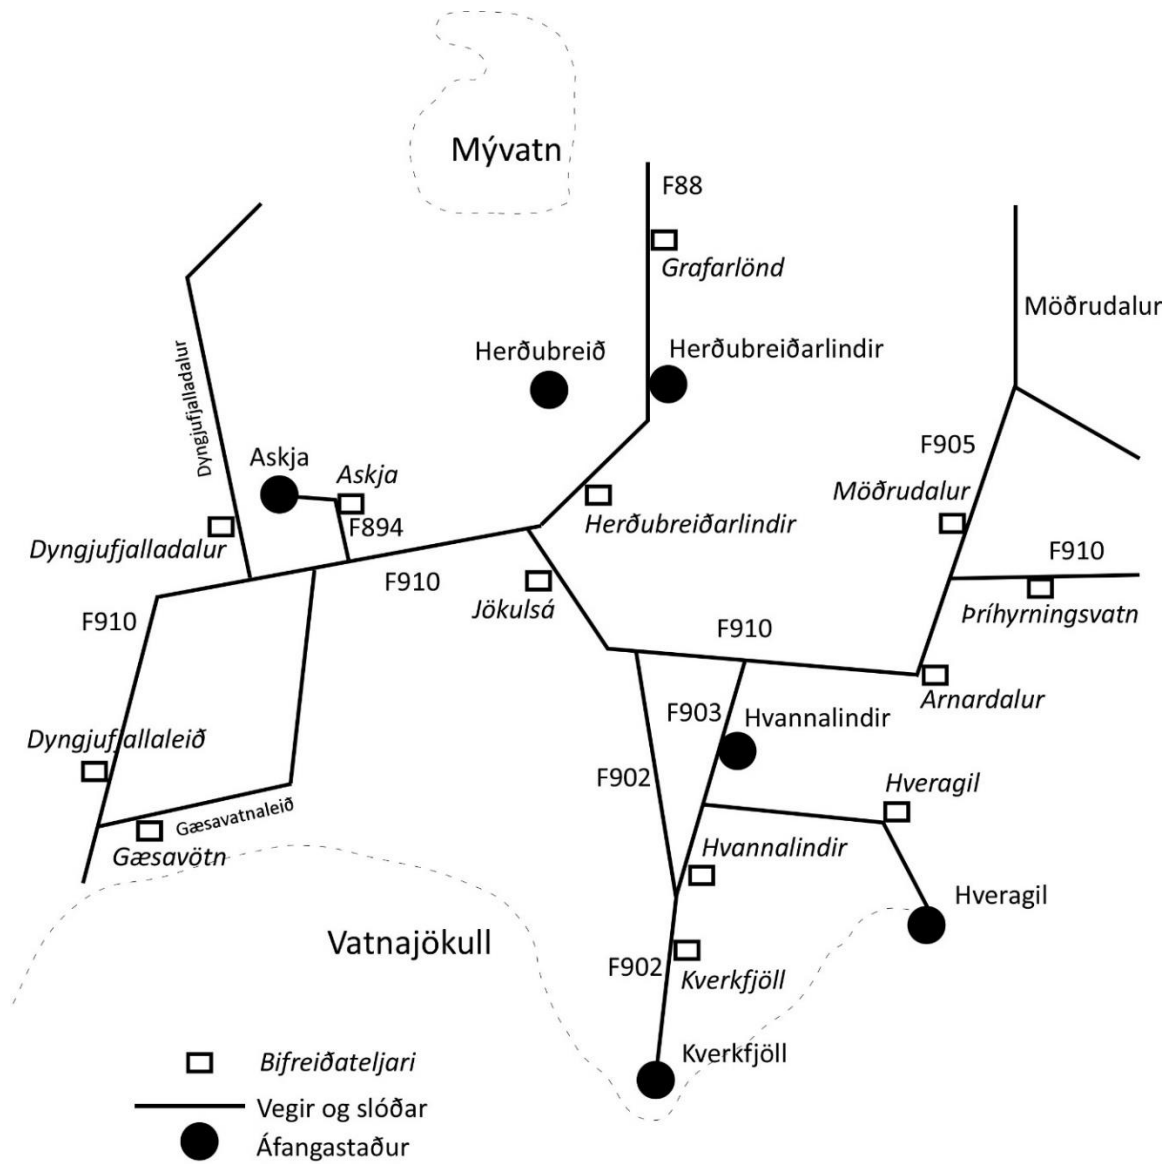 Mývatn
F88
Grafarlönd
Möðrudalur
Herðubreið
Herðubreiðarlindir
Dyngjufjalladalur
Askja
Askja
F905
Möðrudalur
F894
Herðubreiðarlindir
Dyngjufjalladalur
F910
F910
Jökulsá
Þríhyrningsvatn
F910
F910
Arnardalur
F903
Hvannalindir
Dyngjufjallaleið
F902
Hveragil
Gæsavatnaleið
Gæsavötn
Hvannalindir
Hveragil
Vatnajökull
F902
Kverkfjöll
Kverkfjöll
Bifreiðateljari
Vegir og slóðar
Áfangastaður